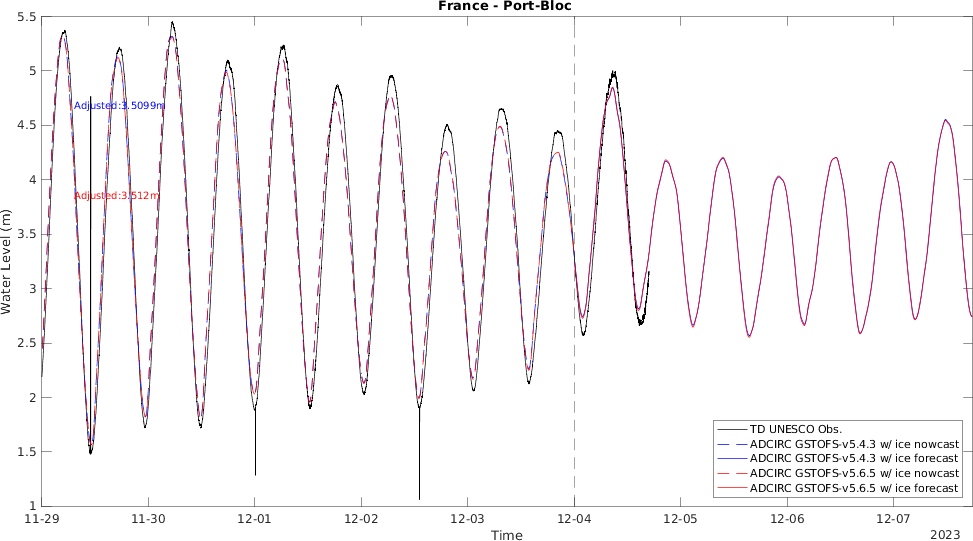 France - Port-Bloc
5.5
5
4.5
4
3.5
3
2.5
2
1.5
1
Water Level (m)
Adjusted:3.5099m
Adjusted:3.512m
TD UNESCO Obs.
ADCIRC GSTOFS-v5.4.3 w/ ice nowcast
ADCIRC GSTOFS-v5.4.3 w/ ice forecast
ADCIRC GSTOFS-v5.6.5 w/ ice nowcast
ADCIRC GSTOFS-v5.6.5 w/ ice forecast
11-29 11-30 12-01 12-02 12-03 12-04 12-05 12-06 12-07
Time
2023